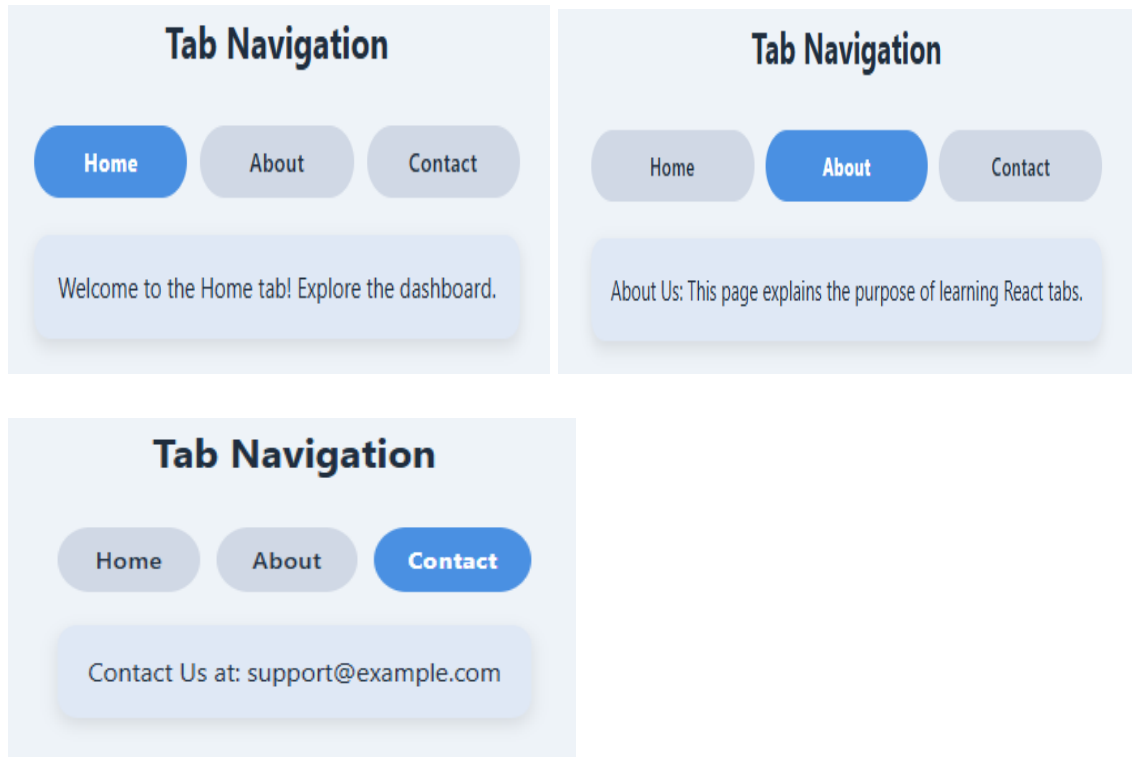 Tab Navigation
Home About Contact
Welcome to the Home tab! Explore the dashboard.
Tab Navigation
Home About Contact
About Us: This page explains the purpose of learning React tabs.
Tab Navigation
Home About Contact
Contact Us at: support@example.com